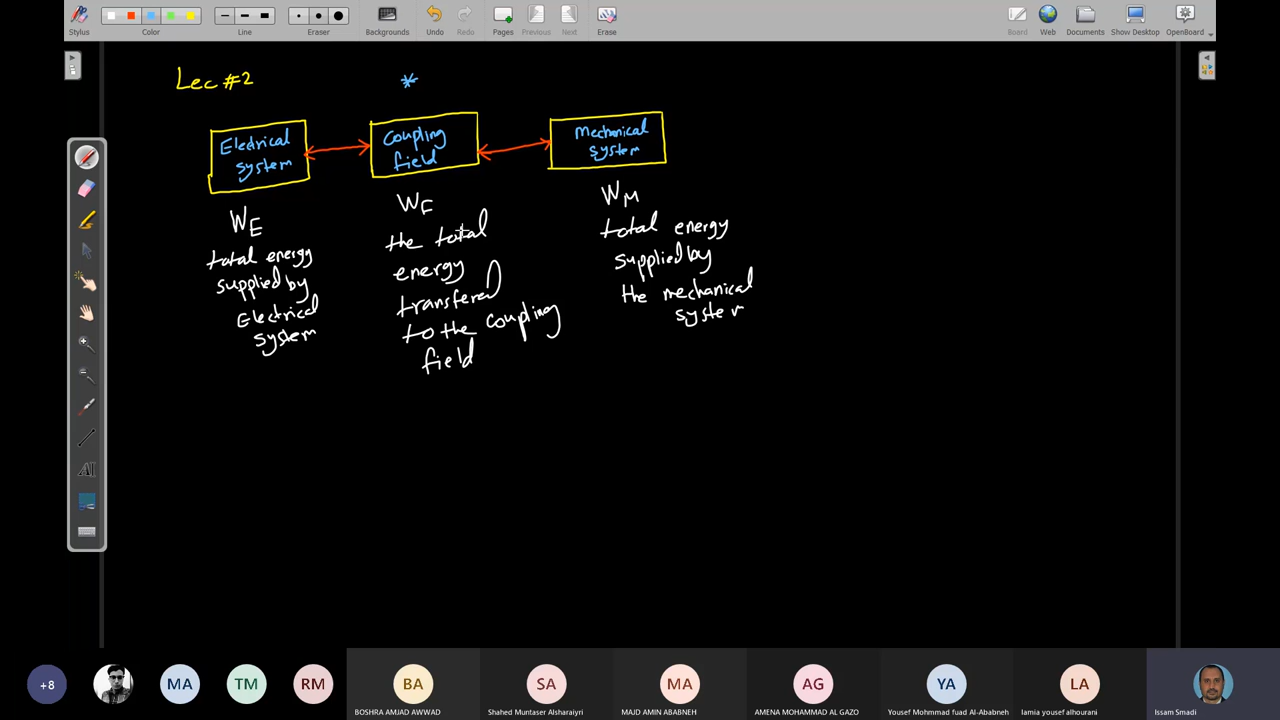 Stylus
Color
Line
Eraser
Backgrounds
Undo
Redo
Pages
Previous
Next
Erase
Board
Web
Documents
Show Desktop
OpenBoard
Lec #2
*
Electrical
system
Coupling
field
Mechanical
system
WE
total energy
supplied by
Electrical
system
WF
the total
energy
transfered
to the coupling
field
WM
total energy
supplied by
the mechanical
system
+8
MA
TM
RM
BA
BOSHRA AMJAD AWWAD
SA
Shahed Muntaser Alsharaiyri
MA
MAJD AMIN ABABNEH
AG
AMENA MOHAMMAD AL GAZO
YA
Yousef Mohmmad fuad Al-Ababneh
LA
lamia yousef alhourani
Issam Smadi